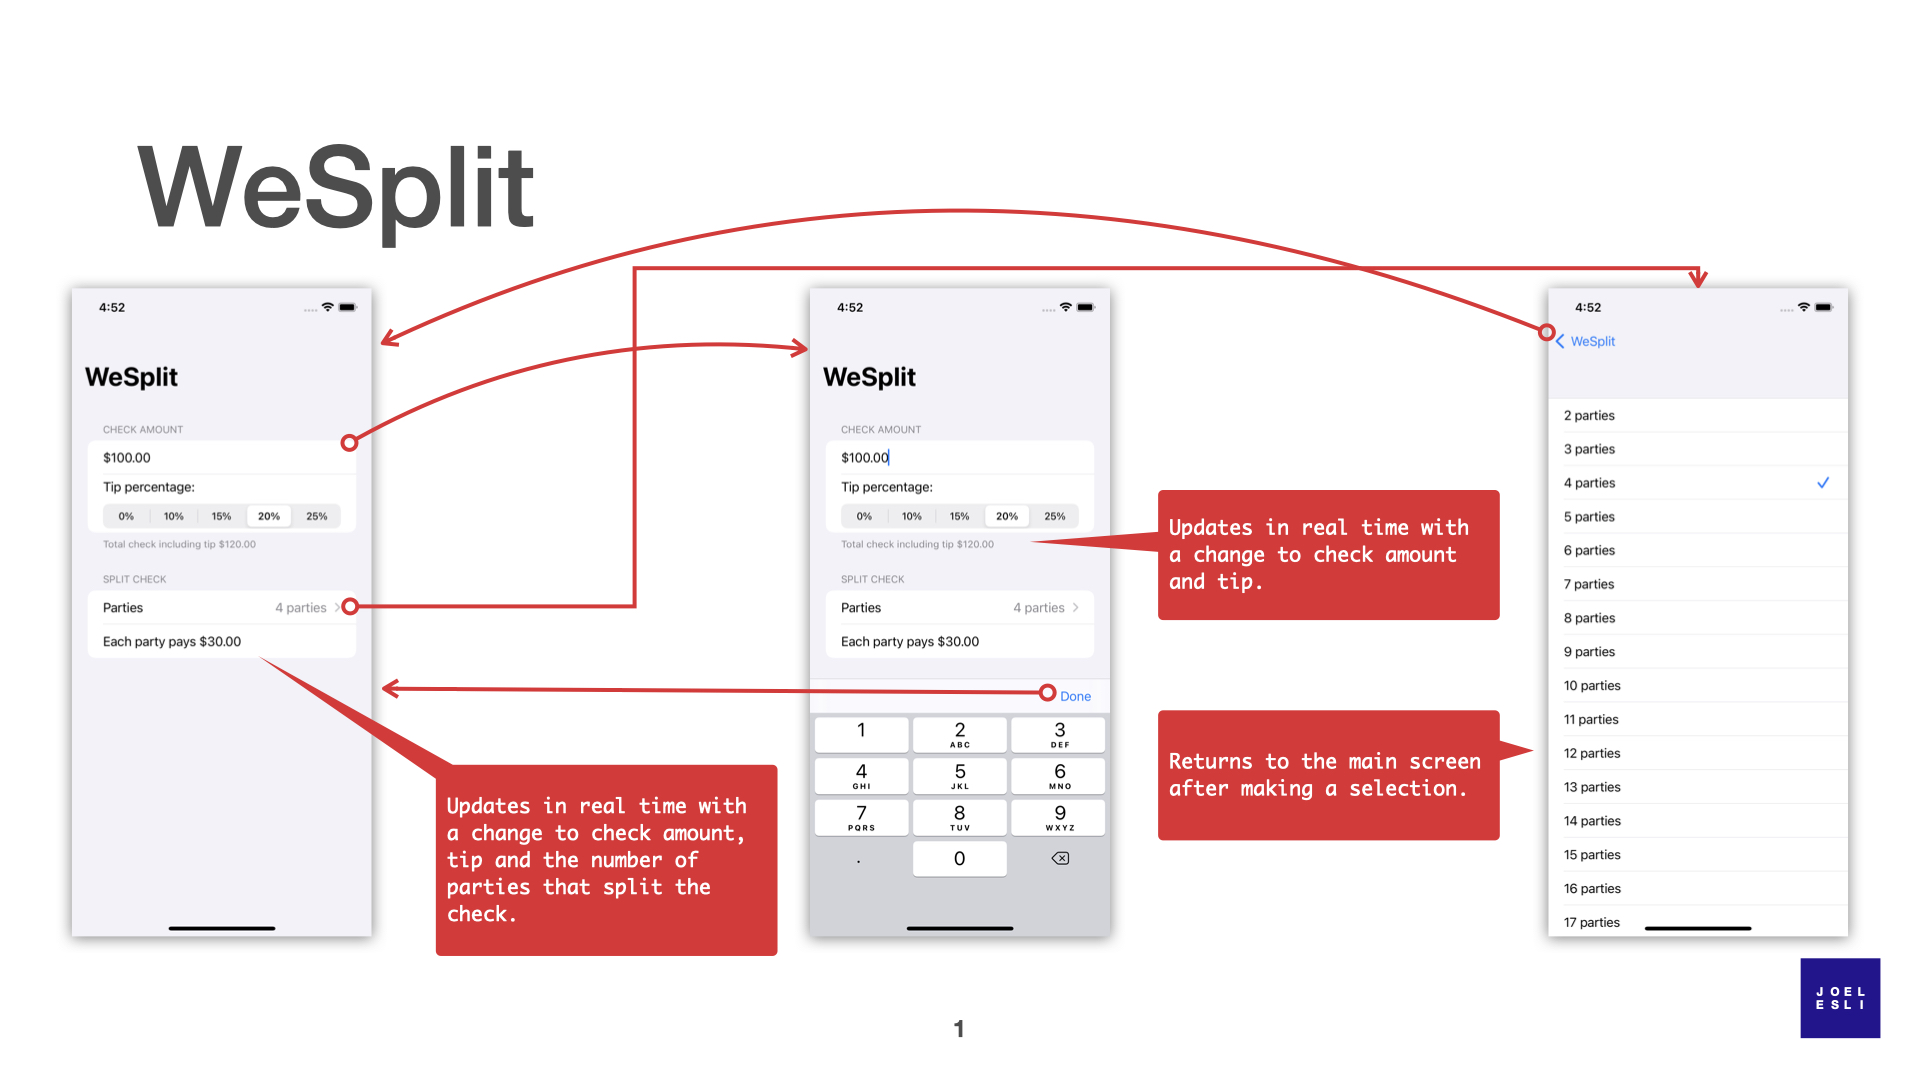 WeSplit
4:52
WeSplit
CHECK AMOUNT
$100.00
Tip percentage:
0% 10% 15% 20% 25%
Total check including tip $120.00
SPLIT CHECK
Parties 4 parties
Each party pays $30.00
Updates in real time with
a change to check amount,
tip and the number of
parties that split the
check.
4:52
WeSplit
CHECK AMOUNT
$100.00
Tip percentage:
0% 10% 15% 20% 25%
Total check including tip $120.00
SPLIT CHECK
Parties 4 parties
Each party pays $30.00
Done
1 2 3
ABC DEF
4 5 6
GHI JKL MNO
7 8 9
PQRS TUV WXYZ
. 0
Updates in real time with
a change to check amount
and tip.
Returns to the main screen
after making a selection.
4:52
WeSplit
2 parties
3 parties
4 parties
5 parties
6 parties
7 parties
8 parties
9 parties
10 parties
11 parties
12 parties
13 parties
14 parties
15 parties
16 parties
17 parties
JOEL
ESLI
1